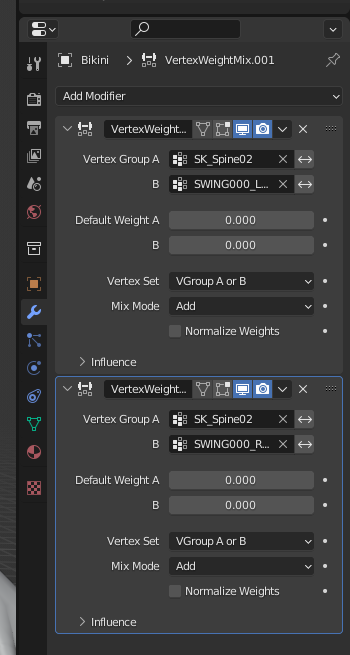 Bikini > VertexWeightMix.001
Add Modifier
VertexWeight...
Vertex Group A SK_Spine02
B SWING000_L...
Default Weight A 0.000
B 0.000
Vertex Set VGroup A or B
Mix Mode Add
Normalize Weights
Influence
VertexWeight...
Vertex Group A SK_Spine02
B SWING000_R...
Default Weight A 0.000
B 0.000
Vertex Set VGroup A or B
Mix Mode Add
Normalize Weights
Influence